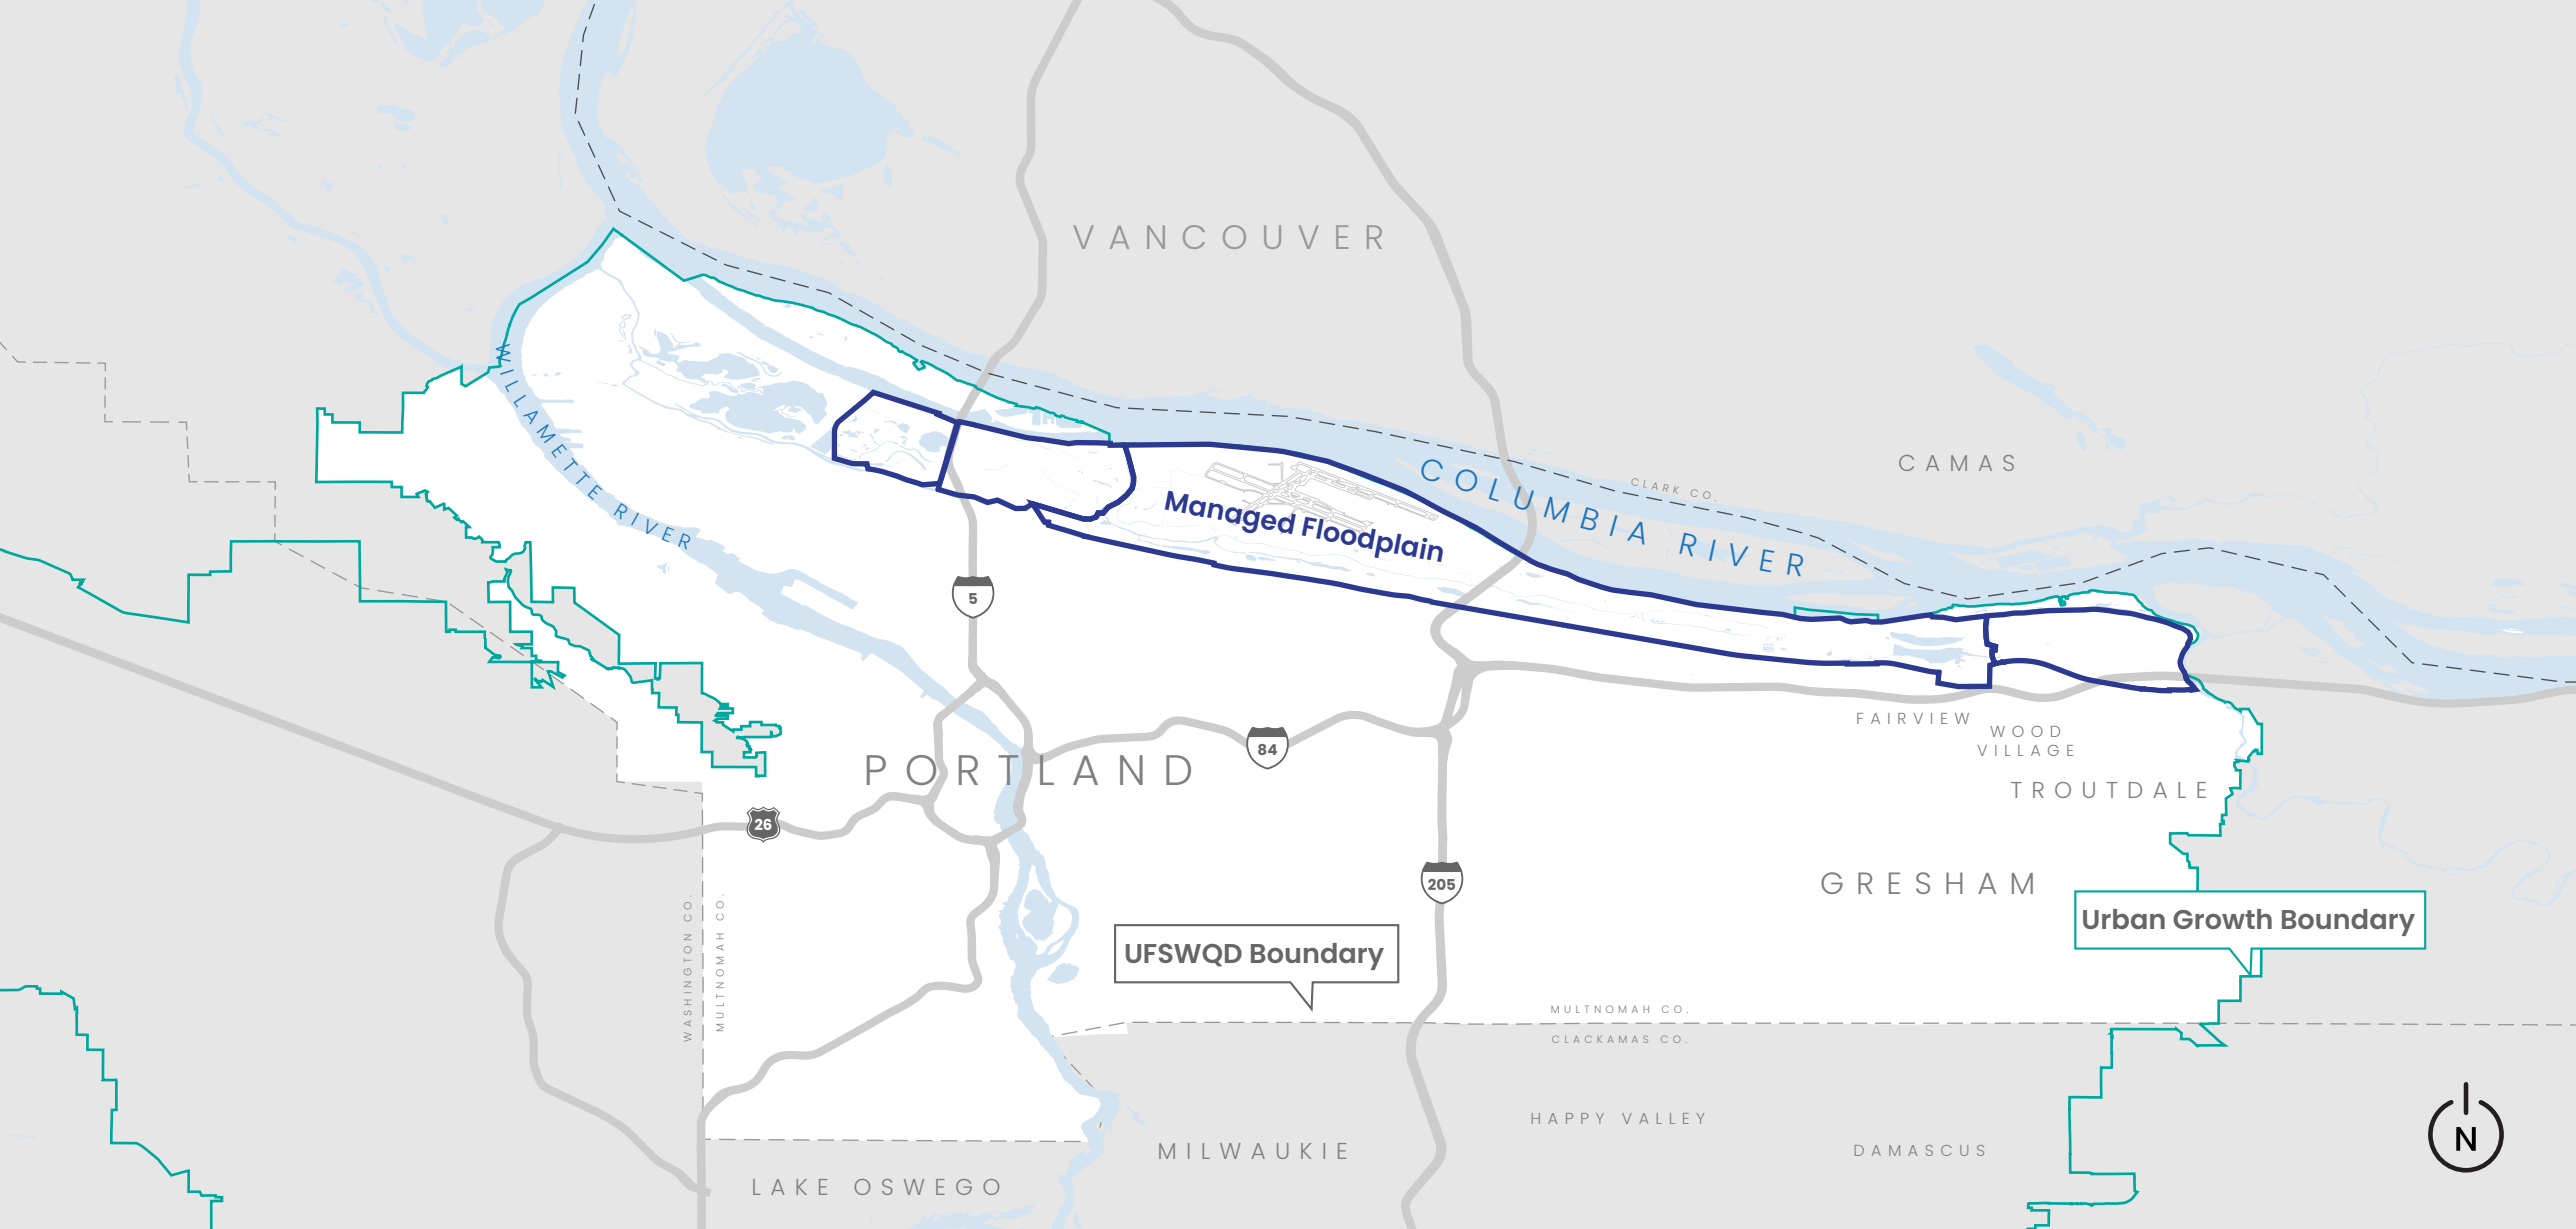 VANCOUVER
WILLAMETTE RIVER
CAMAS
COLUMBIA RIVER
CLARK CO.
Managed Floodplain
5
FAIRVIEW
WOOD
VILLAGE
84
PORTLAND
TROUTDALE
26
205
GRESHAM
Urban Growth Boundary
WASHINGTON CO.
MULTNOMAH CO.
UFSWQD Boundary
MULTNOMAH CO.
CLACKAMAS CO.
HAPPY VALLEY
MILWAUKIE
DAMASCUS
N
LAKE OSWEGO